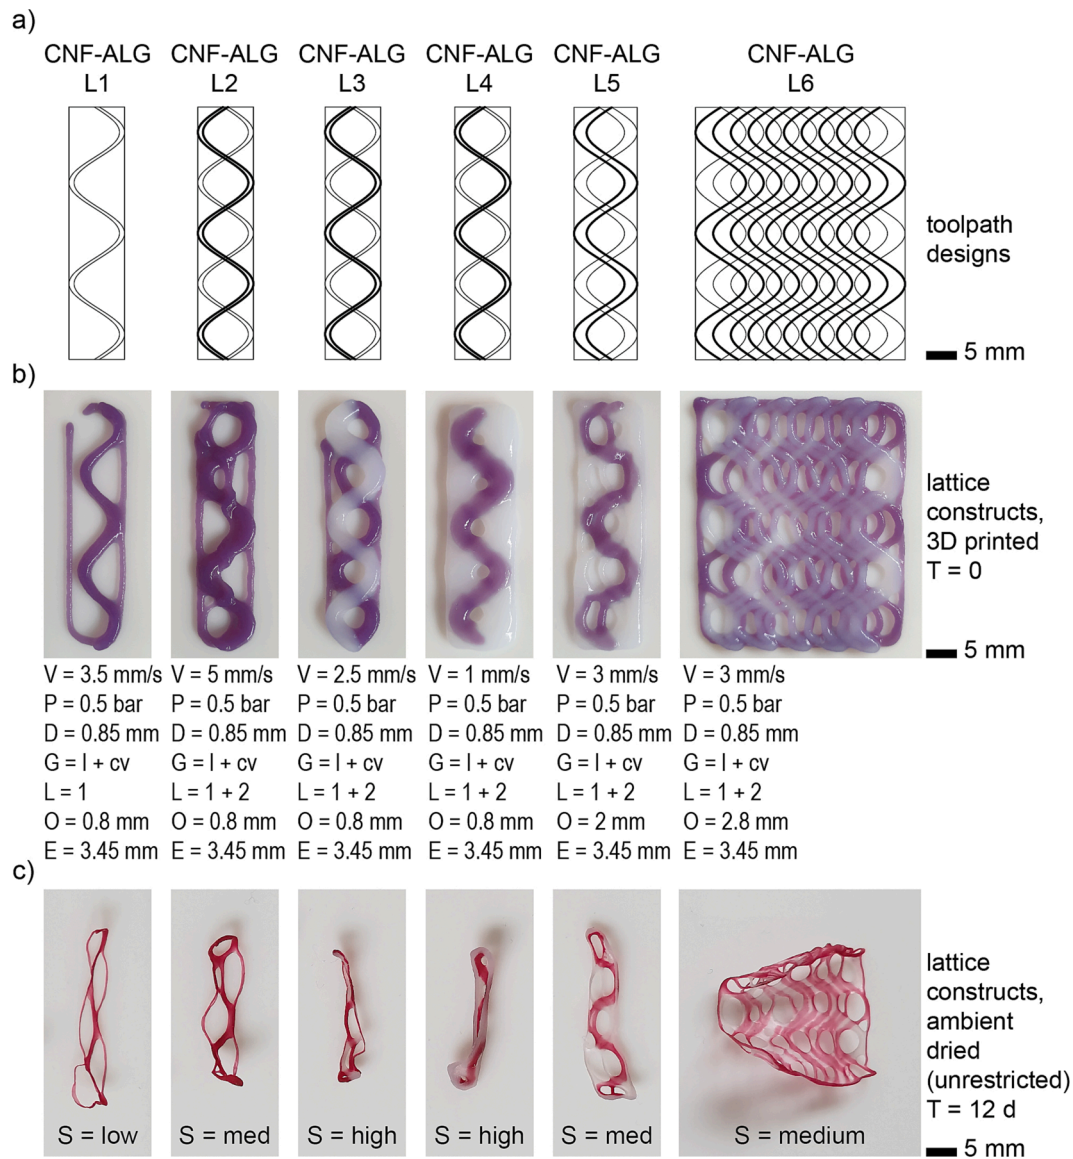 a)
CNF-ALG CNF-ALG CNF-ALG CNF-ALG CNF-ALG CNF-ALG
L1 L2 L3 L4 L5 L6
toolpath
designs
5 mm
b)
lattice
constructs,
3D printed
T = 0
5 mm
V = 3.5 mm/s V = 5 mm/s V = 2.5 mm/s V = 1 mm/s V = 3 mm/s V = 3 mm/s
P = 0.5 bar P = 0.5 bar P = 0.5 bar P = 0.5 bar P = 0.5 bar P = 0.5 bar
D = 0.85 mm D = 0.85 mm D = 0.85 mm D = 0.85 mm D = 0.85 mm D = 0.85 mm
G = l + cv G = l + cv G = l + cv G = l + cv G = l + cv G = l + cv
L = 1 L = 1 + 2 L = 1 + 2 L = 1 + 2 L = 1 + 2 L = 1 + 2
O = 0.8 mm O = 0.8 mm O = 0.8 mm O = 0.8 mm O = 2 mm O = 2.8 mm
E = 3.45 mm E = 3.45 mm E = 3.45 mm E = 3.45 mm E = 3.45 mm E = 3.45 mm
c)
lattice
constructs,
ambient
dried
(unrestricted)
T = 12 d
S = low S = med S = high S = high S = med S = medium
5 mm